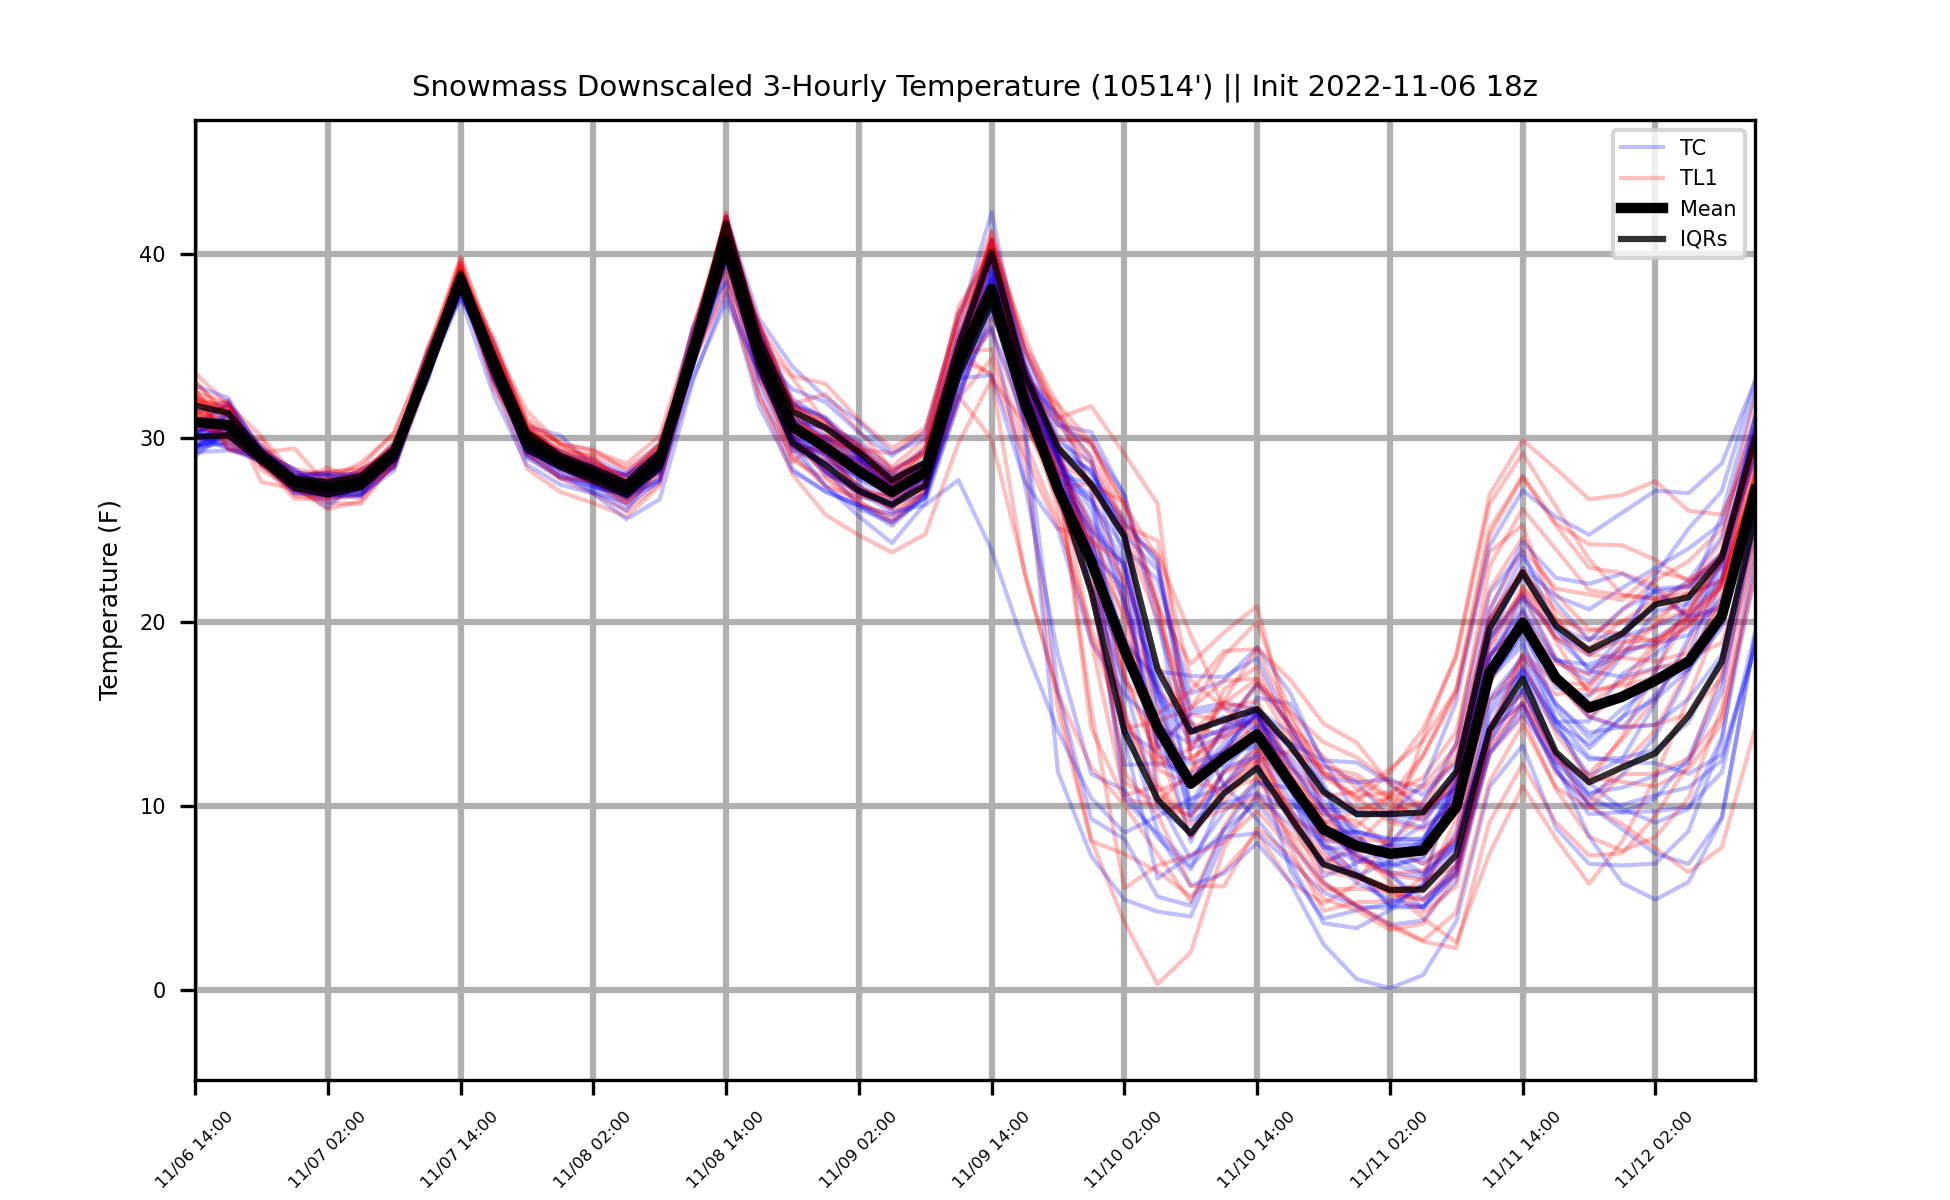 Snowmass Downscaled 3-Hourly Temperature (10514') || Init 2022-11-06 18z
TC
TL1
Mean
IQRs
Temperature (F)
40
30
20
10
0
11/06 14:00
11/07 02:00
11/07 14:00
11/08 02:00
11/08 14:00
11/09 02:00
11/09 14:00
11/10 02:00
11/10 14:00
11/11 02:00
11/11 14:00
11/12 02:00